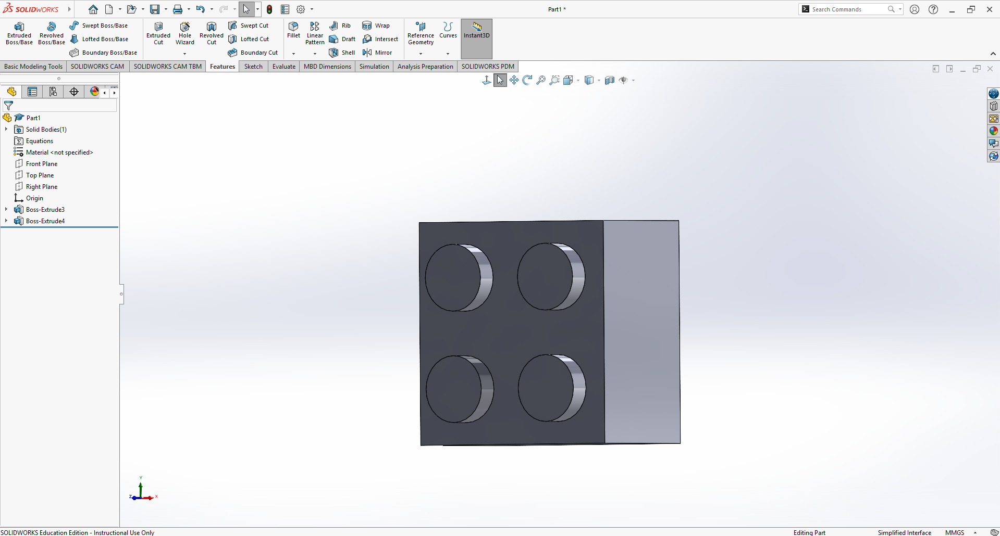 SOLIDWORKS
Part1 *
Search Commands
Extruded Boss/Base
Revolved Boss/Base
Swept Boss/Base
Lofted Boss/Base
Boundary Boss/Base
Extruded Cut
Hole Wizard
Revolved Cut
Swept Cut
Lofted Cut
Boundary Cut
Fillet
Linear Pattern
Rib
Draft
Shell
Wrap
Intersect
Mirror
Reference Geometry
Curves
Instant3D
Basic Modeling Tools
SOLIDWORKS CAM
SOLIDWORKS CAM TBM
Features
Sketch
Evaluate
MBD Dimensions
Simulation
Analysis Preparation
SOLIDWORKS PDM
Part1
Solid Bodies(1)
Equations
Material <not specified>
Front Plane
Top Plane
Right Plane
Origin
Boss-Extrude3
Boss-Extrude4
Y
Z
X
SOLIDWORKS Education Edition - Instructional Use Only
Editing Part
Simplified Interface
MMGS